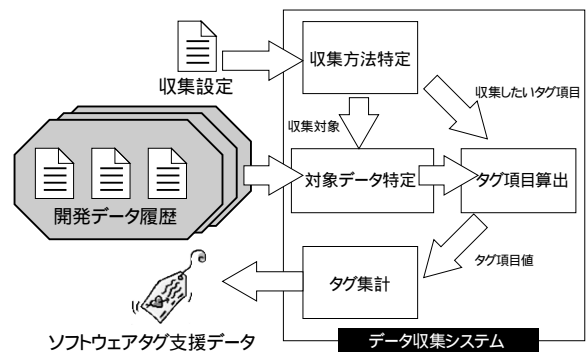 収集設定
収集方法特定
収集したいタグ項目
収集対象
開発データ履歴
対象データ特定
タグ項目算出
タグ項目値
タグ集計
ソフトウェアタグ支援データ
データ収集システム